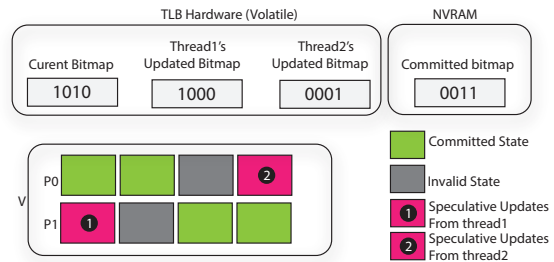 TLB Hardware (Volatile)
NVRAM
Curent Bitmap
Thread1's
Updated Bitmap
Thread2's
Updated Bitmap
Committed bitmap
1010
1000
0001
0011
V
P0
2
P1
1
Committed State
Invalid State
1 Speculative Updates
From thread1
2 Speculative Updates
From thread2